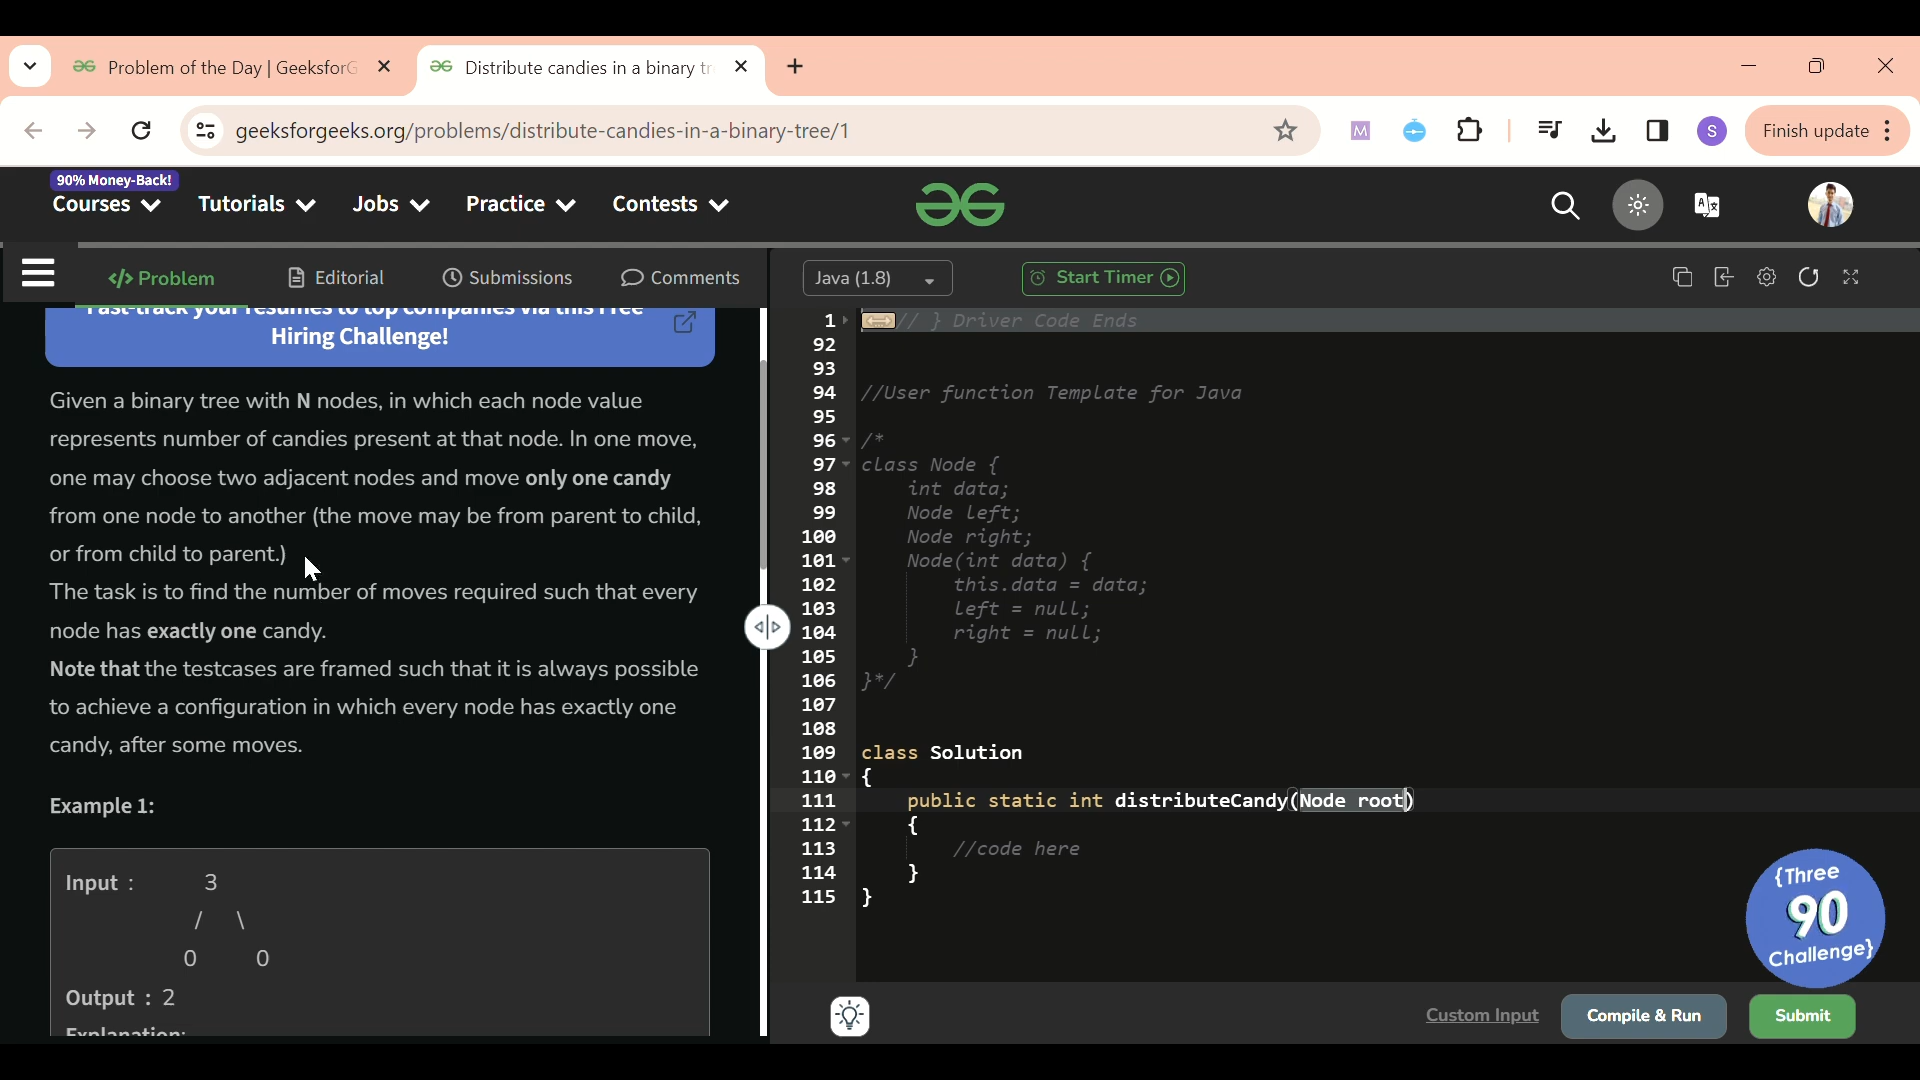 Problem of the Day | GeeksforG
Distribute candies in a binary tr
geeksforgeeks.org/problems/distribute-candies-in-a-binary-tree/1
M
S
Finish update
90% Money-Back!
Courses
Tutorials
Jobs
Practice
Contests
</> Problem
Editorial
Submissions
Comments
Fast-track your resumes to top companies via this Free
Hiring Challenge!
Given a binary tree with N nodes, in which each node value
represents number of candies present at that node. In one move,
one may choose two adjacent nodes and move only one candy
from one node to another (the move may be from parent to child,
or from child to parent.)
The task is to find the number of moves required such that every
node has exactly one candy.
Note that the testcases are framed such that it is always possible
to achieve a configuration in which every node has exactly one
candy, after some moves.
Example 1:
Input : 3
/ \
0 0
Output : 2
Explanation:
Java (1.8)
Start Timer
1 // } Driver Code Ends
92
93
94 //User function Template for Java
95
96 /*
97 class Node {
98 int data;
99 Node left;
100 Node right;
101 Node(int data) {
102 this.data = data;
103 left = null;
104 right = null;
105 }
106 }*/
107
108
109 class Solution
110 {
111 public static int distributeCandy(Node root)
112 {
113 //code here
114 }
115 }
{Three
90
Challenge}
Custom Input
Compile & Run
Submit